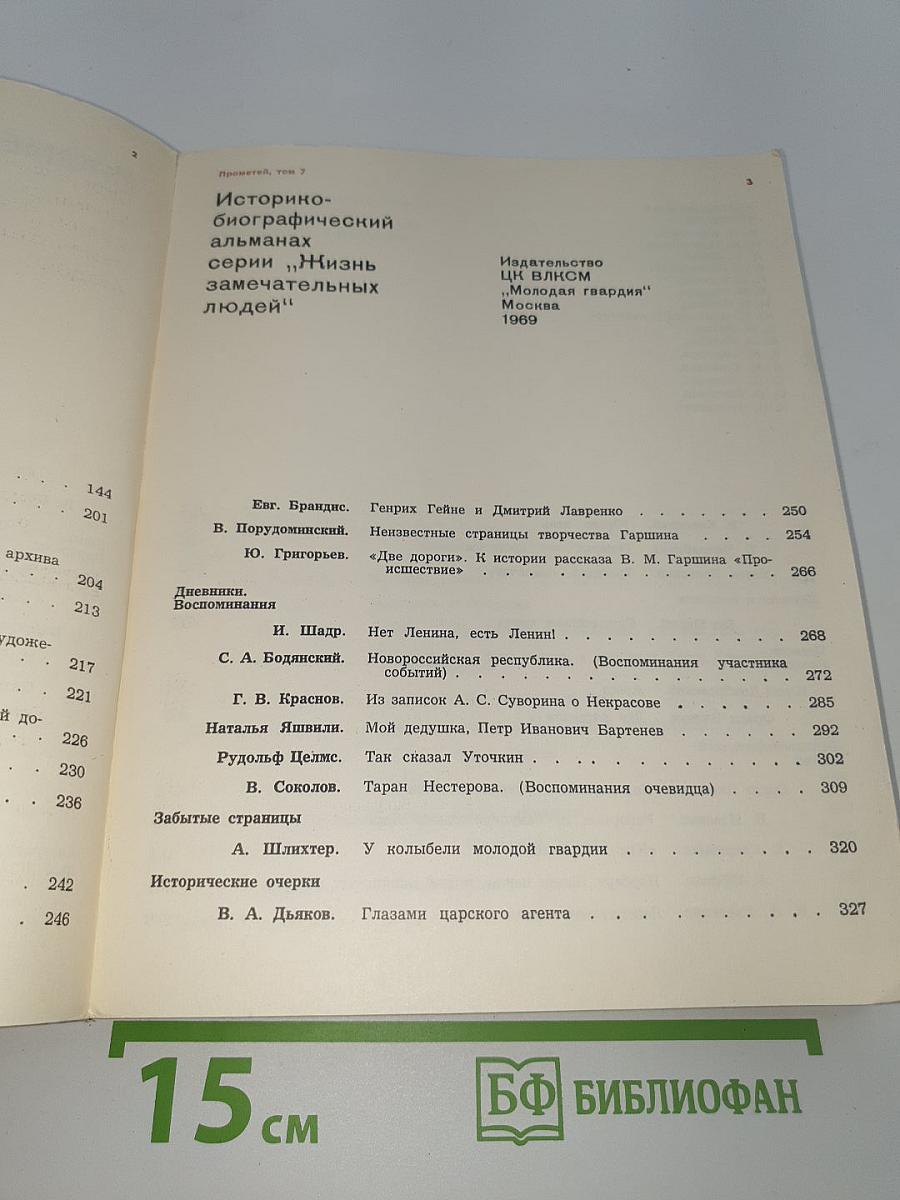 2
144
201
архива
204
213
удоже-
217
221
й до-
226
230
236
242
246
Прометей, том 7
3
Историко-
биографический
альманах
серии „Жизнь
замечательных
людей“
Издательство
ЦК ВЛКСМ
„Молодая гвардия“
Москва
1969
Евг. Брандис. Генрих Гейне и Дмитрий Лавренко . . . . . . . 250
В. Порудоминский. Неизвестные страницы творчества Гаршина . . . . 254
Ю. Григорьев. «Две дороги». К истории рассказа В. М. Гаршина «Про-
исшествие» . . . . . . . . . . . . . 266
Дневники.
Воспоминания
И. Шадр. Нет Ленина, есть Ленин! . . . . . . . . . . . 268
С. А. Бодянский. Новороссийская республика. (Воспоминания участника
событий) . . . . . . . . . . . . . . 272
Г. В. Краснов. Из записок А. С. Суворина о Некрасове . . . . . . 285
Наталья Яшвили. Мой дедушка, Петр Иванович Бартенев . . . . . . 292
Рудольф Целмс. Так сказал Уточкин . . . . . . . . . . . 302
В. Соколов. Таран Нестерова. (Воспоминания очевидца) . . . . 309
Забытые страницы
А. Шлихтер. У колыбели молодой гвардии . . . . . . . . . 320
Исторические очерки
В. А. Дьяков. Глазами царского агента . . . . . . . . . . 327
15 см
БФ БИБЛИОФАН